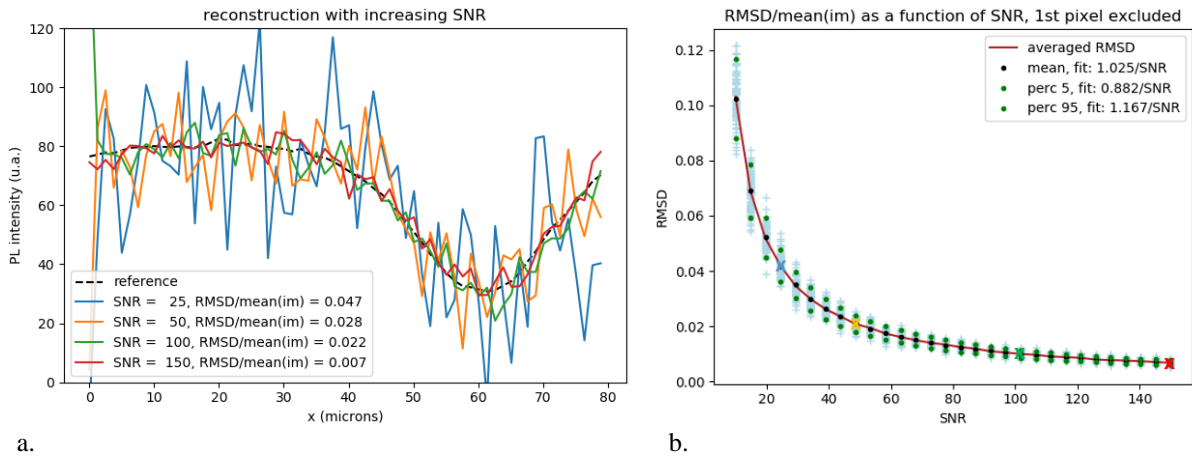 reconstruction with increasing SNR
120
100
80
60
40
20
0
PL intensity (u.a.)
reference
SNR =   25, RMSD/mean(im) = 0.047
SNR =   50, RMSD/mean(im) = 0.028
SNR = 100, RMSD/mean(im) = 0.022
SNR = 150, RMSD/mean(im) = 0.007
0 10 20 30 40 50 60 70 80
x (microns)
a.
RMSD/mean(im) as a function of SNR, 1st pixel excluded
0.12
0.10
0.08
0.06
0.04
0.02
0.00
RMSD
averaged RMSD
mean, fit: 1.025/SNR
perc 5, fit: 0.882/SNR
perc 95, fit: 1.167/SNR
20 40 60 80 100 120 140
SNR
b.